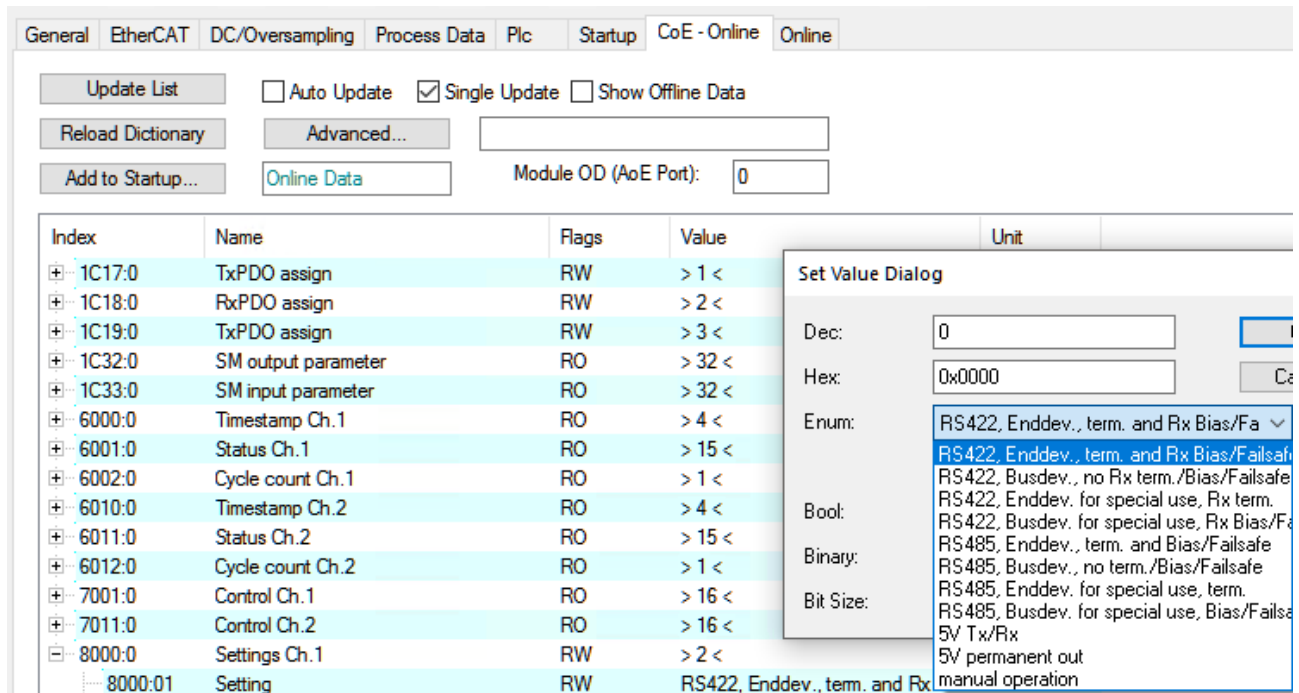 General EtherCAT DC/Oversampling Process Data Plc Startup CoE - Online Online
Update List Auto Update Single Update Show Offline Data
Reload Dictionary Advanced...
Add to Startup... Online Data Module OD (AoE Port): 0
Index Name Flags Value Unit
1C17:0 TxPDO assign RW > 1 <
1C18:0 RxPDO assign RW > 2 <
1C19:0 TxPDO assign RW > 3 <
1C32:0 SM output parameter RO > 32 <
1C33:0 SM input parameter RO > 32 <
6000:0 Timestamp Ch.1 RO > 4 <
6001:0 Status Ch.1 RO > 15 <
6002:0 Cycle count Ch.1 RO > 1 <
6010:0 Timestamp Ch.2 RO > 4 <
6011:0 Status Ch.2 RO > 15 <
6012:0 Cycle count Ch.2 RO > 1 <
7001:0 Control Ch.1 RO > 16 <
7011:0 Control Ch.2 RO > 16 <
8000:0 Settings Ch.1 RW > 2 <
8000:01 Setting RW RS422, Enddev., term. and Rx
Set Value Dialog
Dec: 0
Hex: 0x0000 Ca
Enum: RS422, Enddev., term. and Rx Bias/Fa
RS422, Enddev., term. and Rx Bias/Failsafe
RS422, Busdev., no Rx term./Bias/Failsafe
RS422, Enddev. for special use, Rx term.
RS422, Busdev. for special use, Rx Bias/Fa
RS485, Enddev., term. and Bias/Failsafe
RS485, Busdev., no term./Bias/Failsafe
RS485, Enddev. for special use, term.
RS485, Busdev. for special use, Bias/Failsa
5V Tx/Rx
5V permanent out
manual operation
Bool:
Binary:
Bit Size: